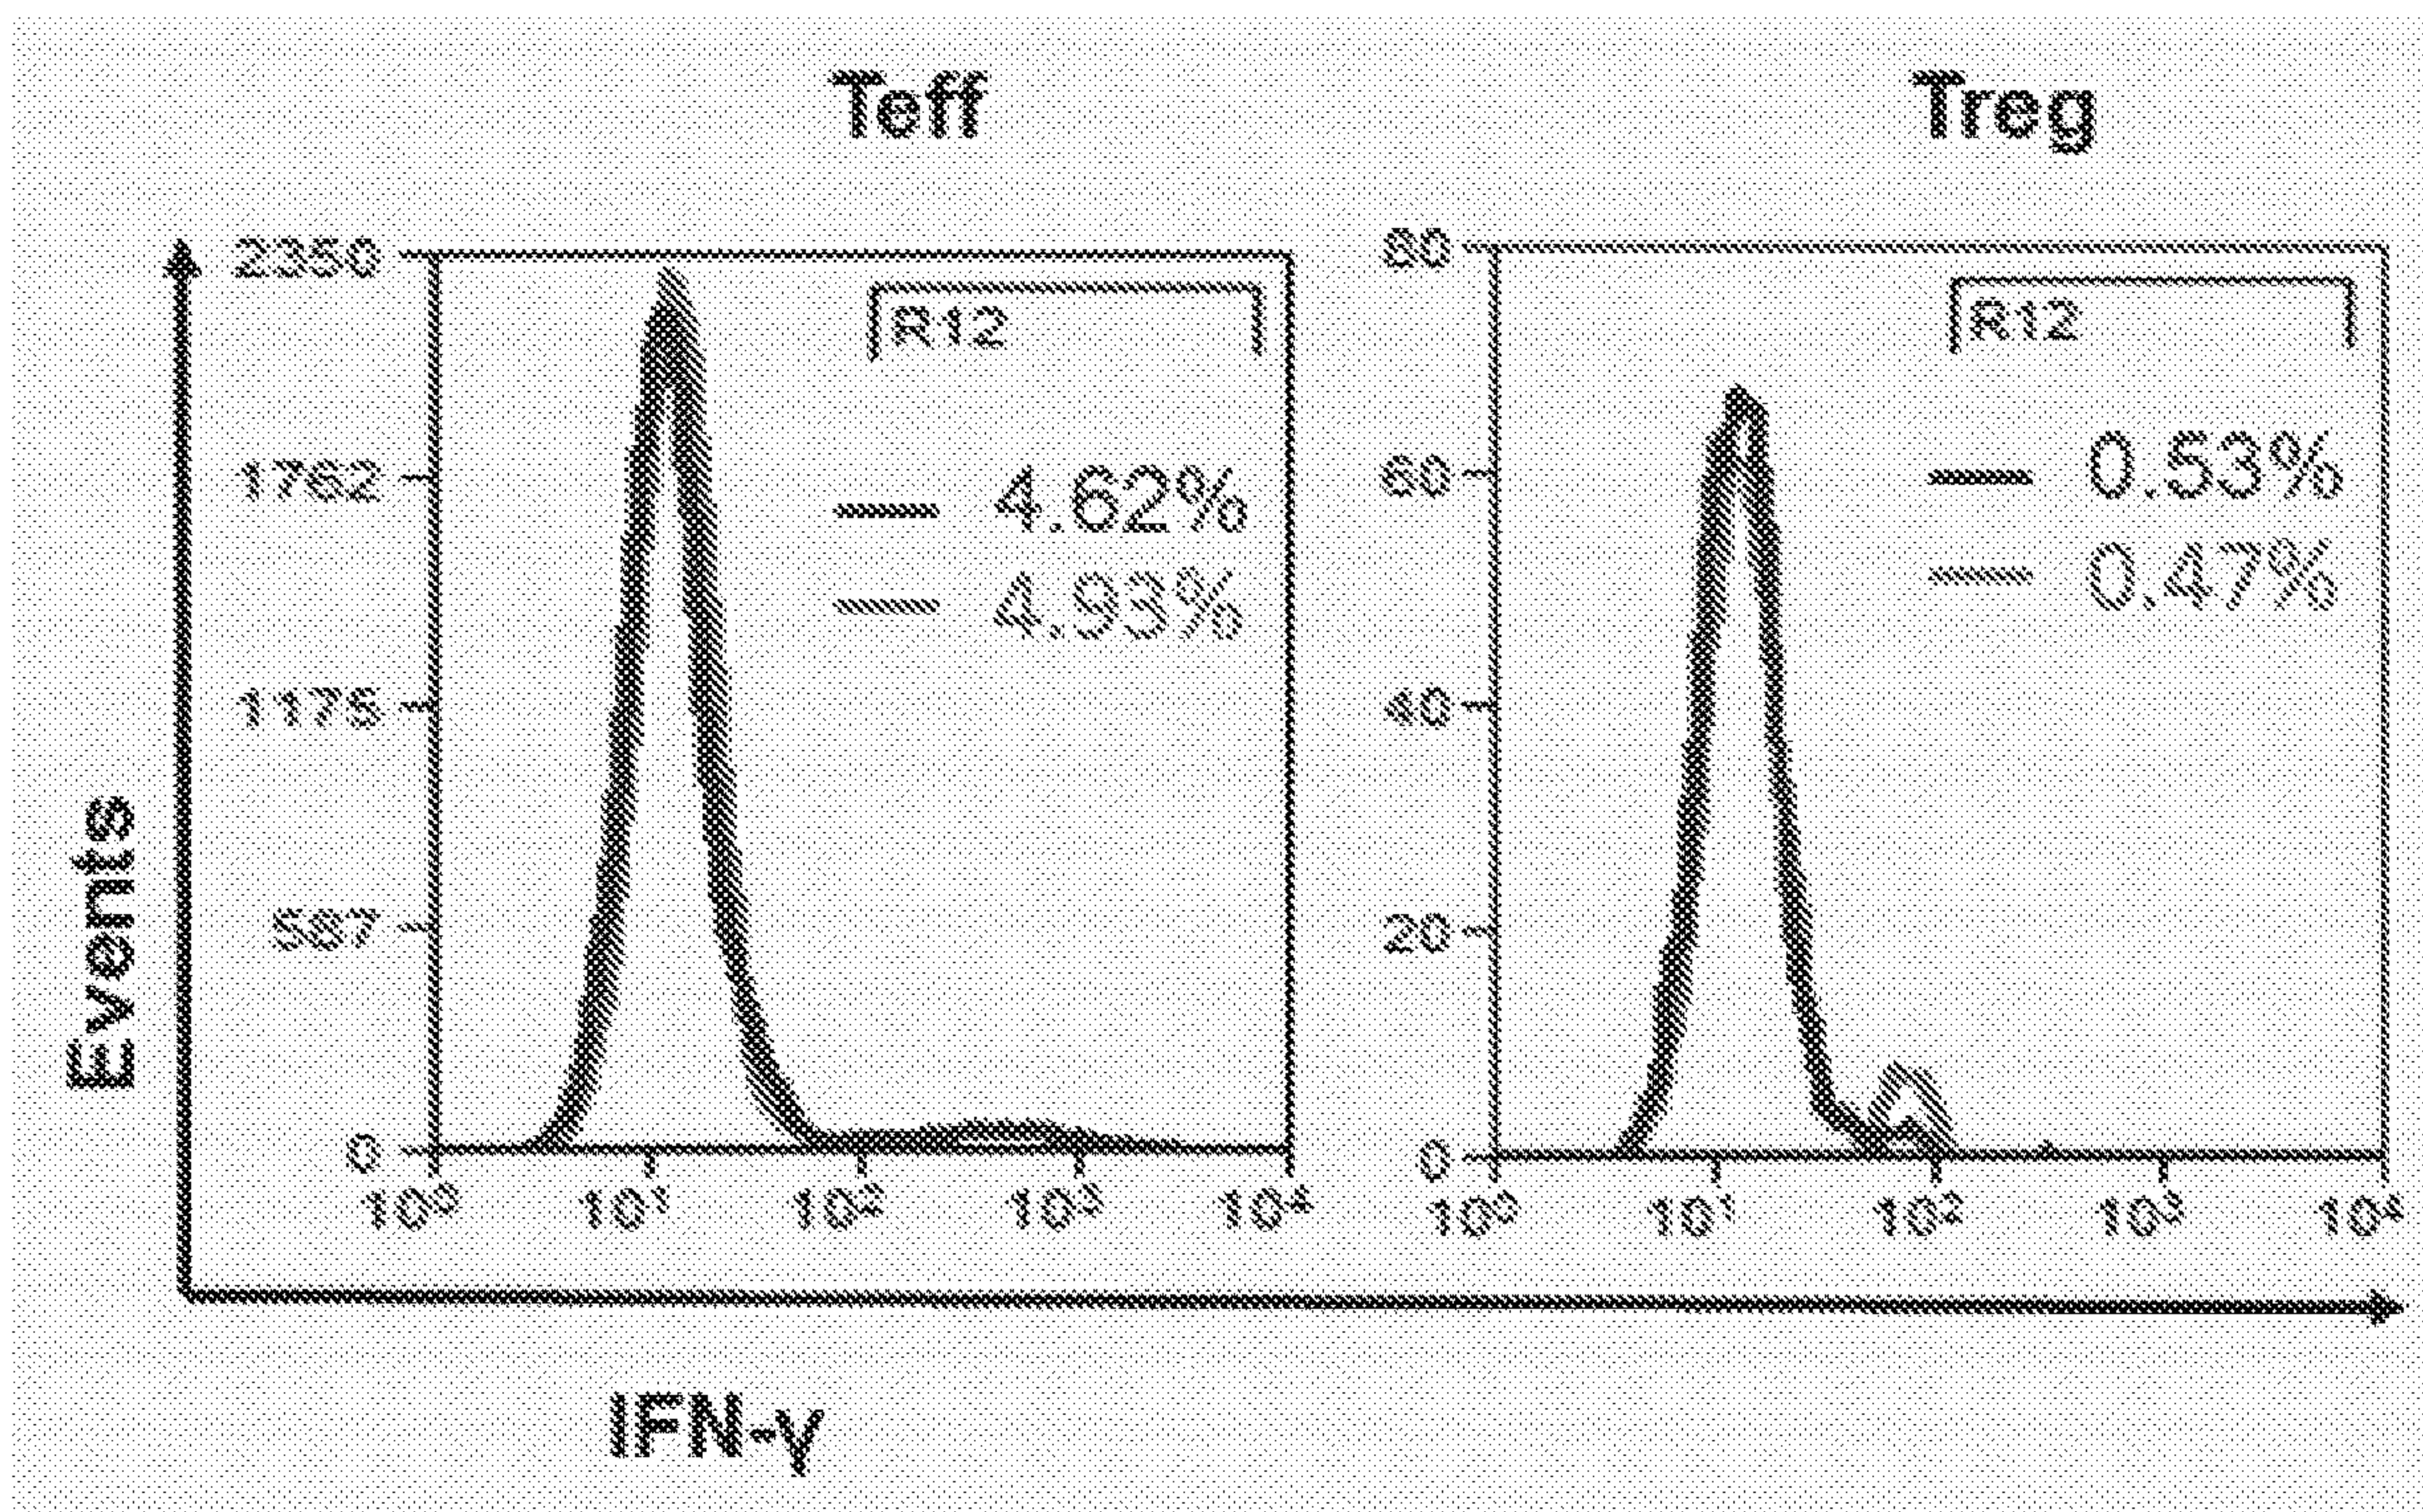 Teff
Treg
2350
1762
1175
587
0
R12
4.62%
4.93%
10⁰ 10¹ 10² 10³ 10⁴
80
60
40
20
0
R12
0.53%
0.47%
10⁰ 10¹ 10² 10³ 10⁴
Events
IFN-γ